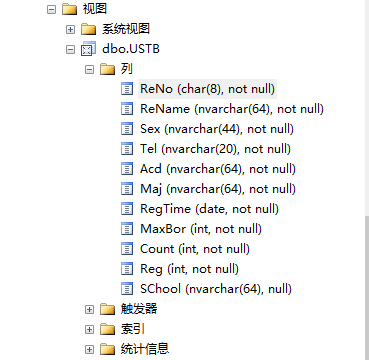 视图
系统视图
dbo.USTB
列
ReNo (char(8), not null)
ReName (nvarchar(64), not null)
Sex (nvarchar(44), not null)
Tel (nvarchar(20), not null)
Acd (nvarchar(64), not null)
Maj (nvarchar(64), not null)
RegTime (date, not null)
MaxBor (int, not null)
Count (int, not null)
Reg (int, not null)
SChool (nvarchar(64), null)
触发器
索引
统计信息